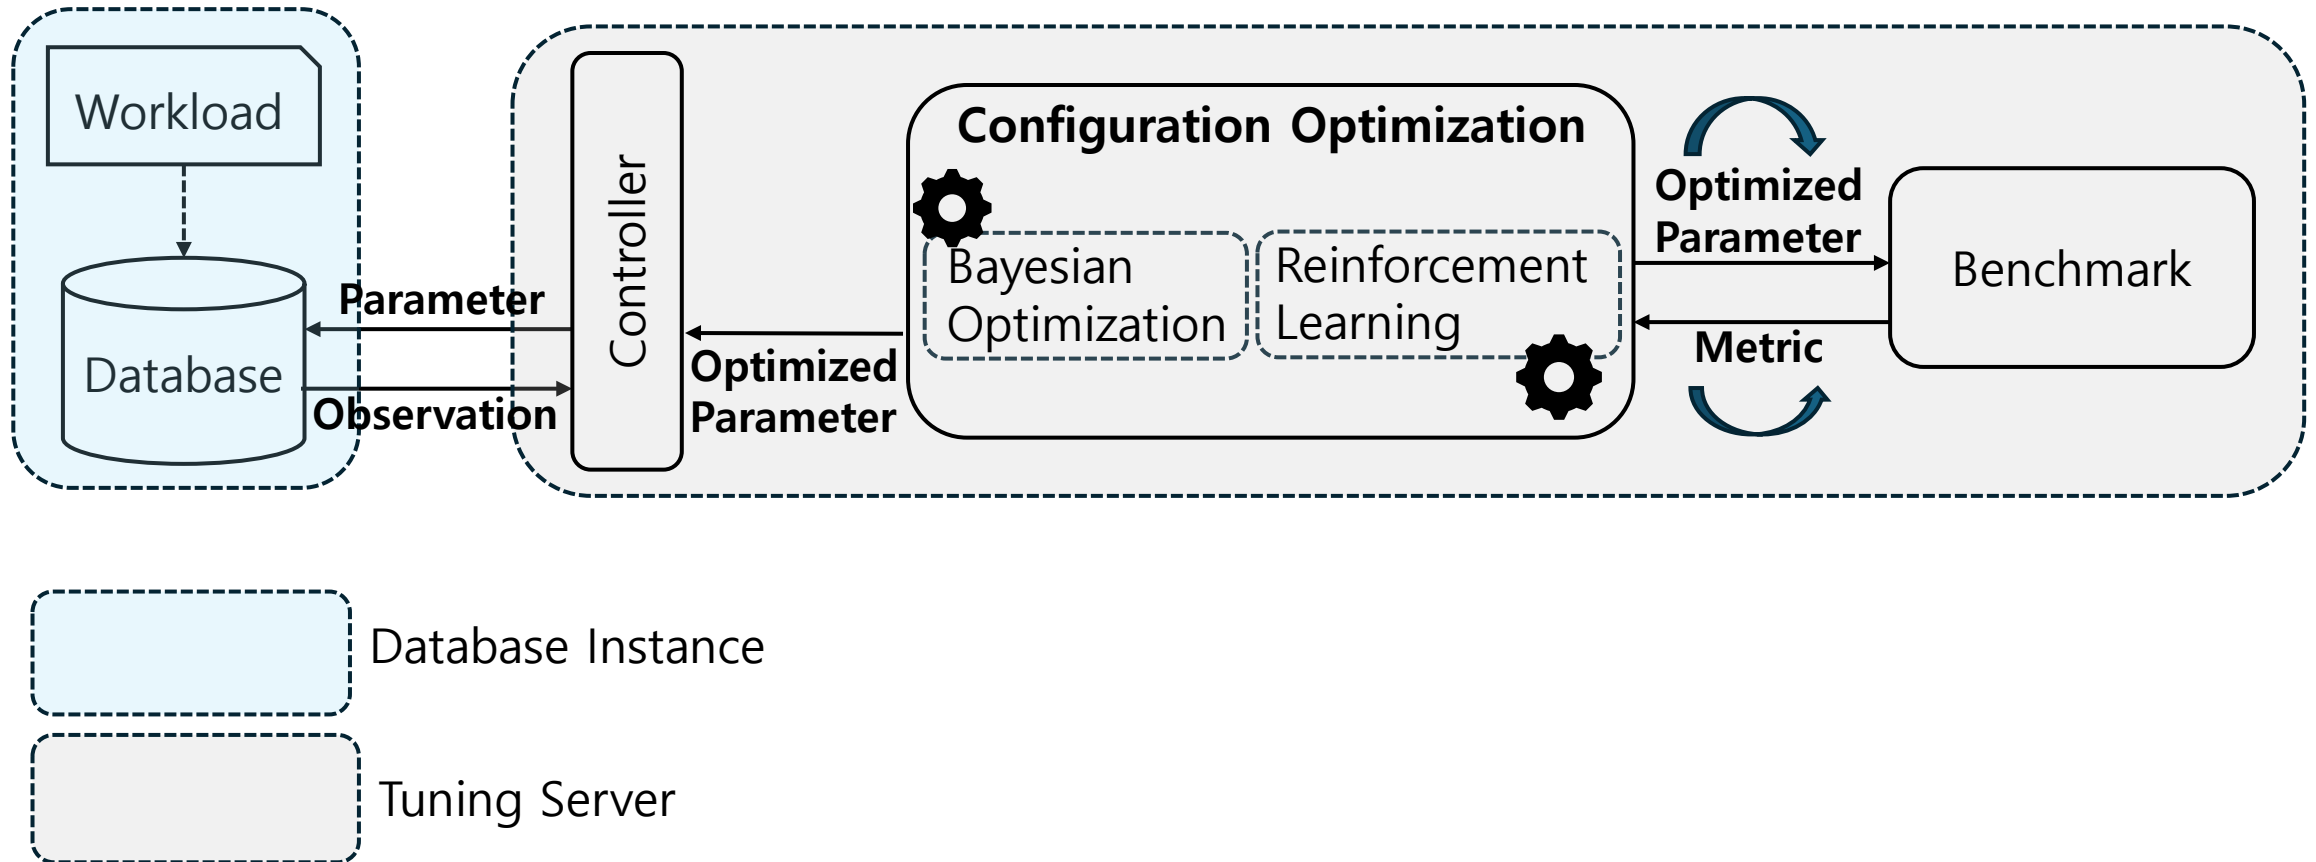 Workload
Database
Parameter
Observation
Controller
Optimized
Parameter
Configuration Optimization
Bayesian
Optimization
Reinforcement
Learning
Optimized
Parameter
Metric
Benchmark
Database Instance
Tuning Server